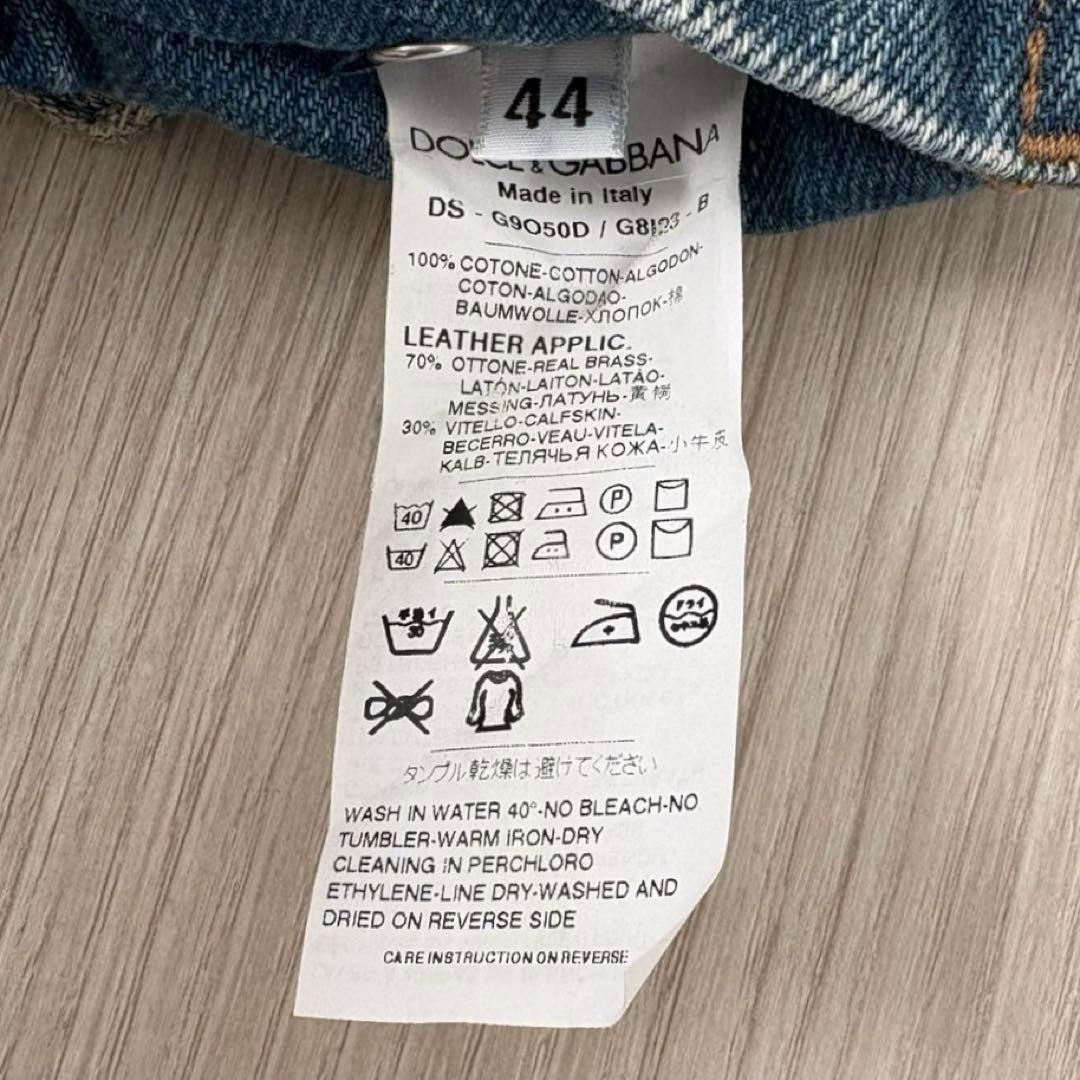 44
DOLCE & GABBANA
Made in Italy
DS - G9O50D / G8I23 - B
100% COTONE-COTTON-ALGODON-
COTON-ALGODAO-
BAUMWOLLE-ХЛОПОК-棉
LEATHER APPLIC.
70% OTTONE-REAL BRASS-
LATÓN-LAITON-LATÃO-
MESSING-ЛАТУНЬ-黄铜
30% VITELLO-CALFSKIN-
BECERRO-VEAU-VITELA-
KALB-ТЕЛЯЧЬЯ КОЖА-小牛皮
40 P
40 P
30 ドライ
タンブル乾燥は避けてください
WASH IN WATER 40°-NO BLEACH-NO
TUMBLER-WARM IRON-DRY
CLEANING IN PERCHLORO
ETHYLENE-LINE DRY-WASHED AND
DRIED ON REVERSE SIDE
CARE INSTRUCTION ON REVERSE